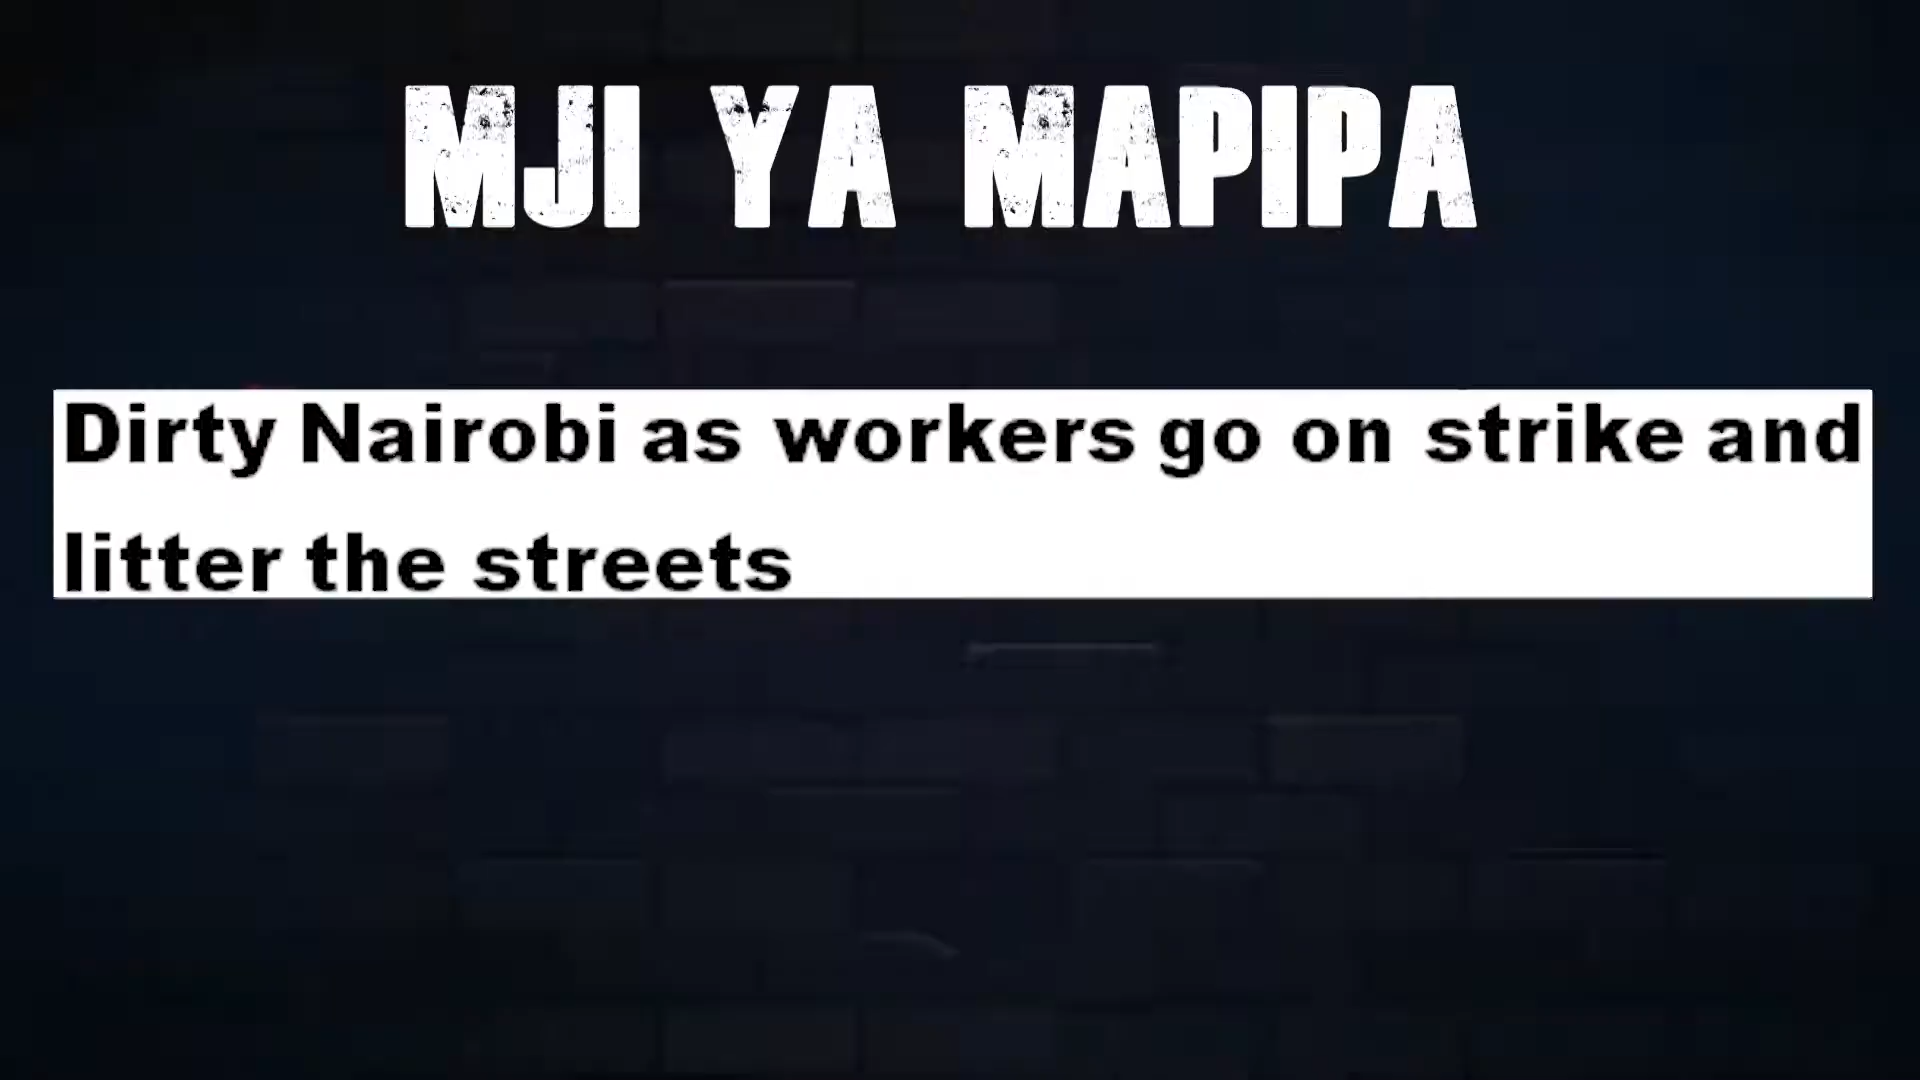 MJI YA MAPIPA
Dirty Nairobi as workers go on strike and
litter the streets